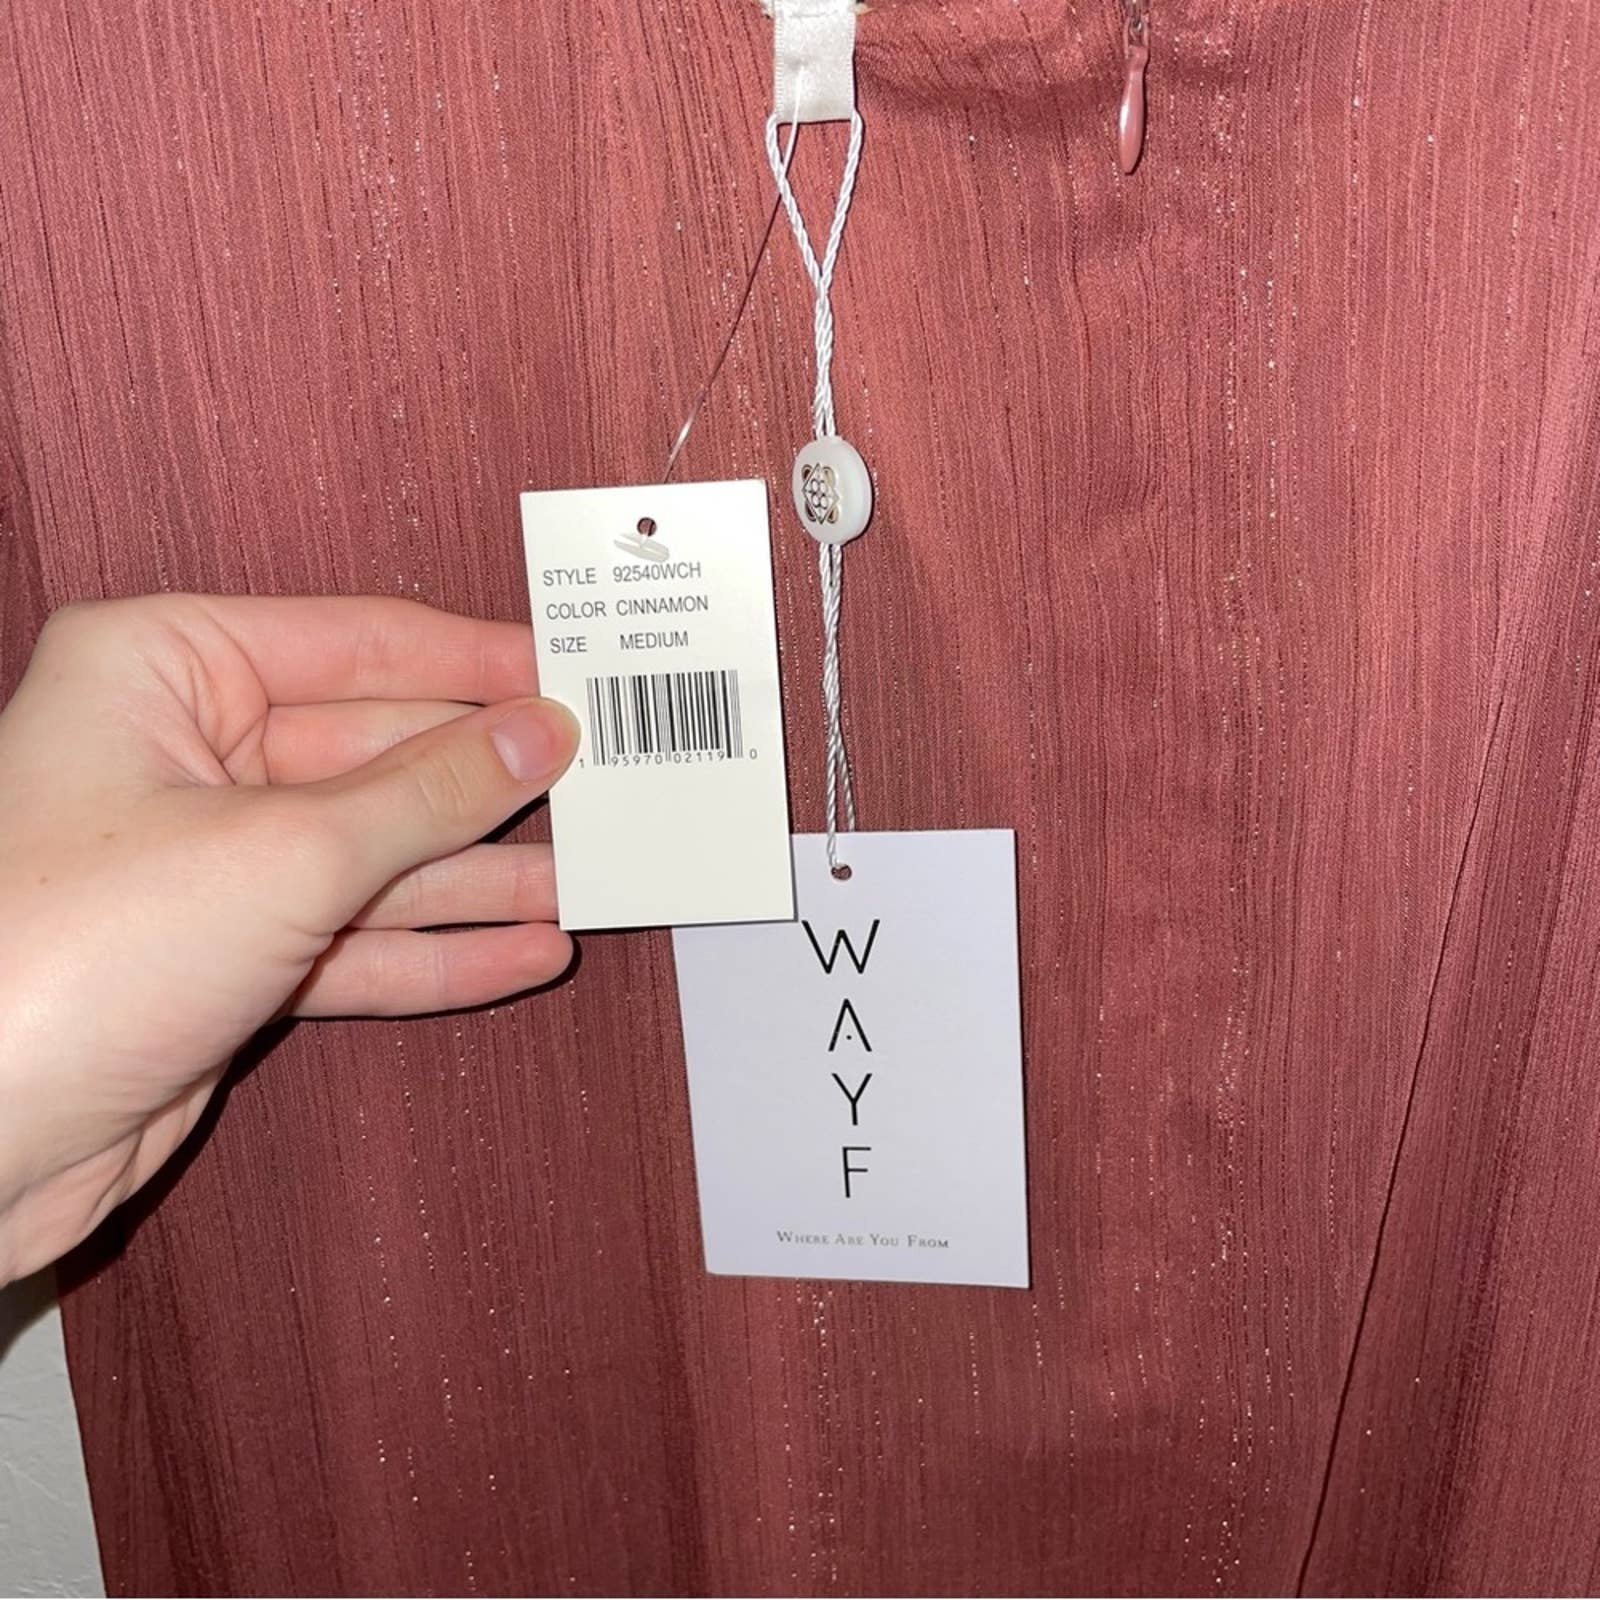 STYLE 92540WCH
COLOR CINNAMON
SIZE MEDIUM
1 95970 02119 0
W
A
Y
F
WHERE ARE YOU FROM